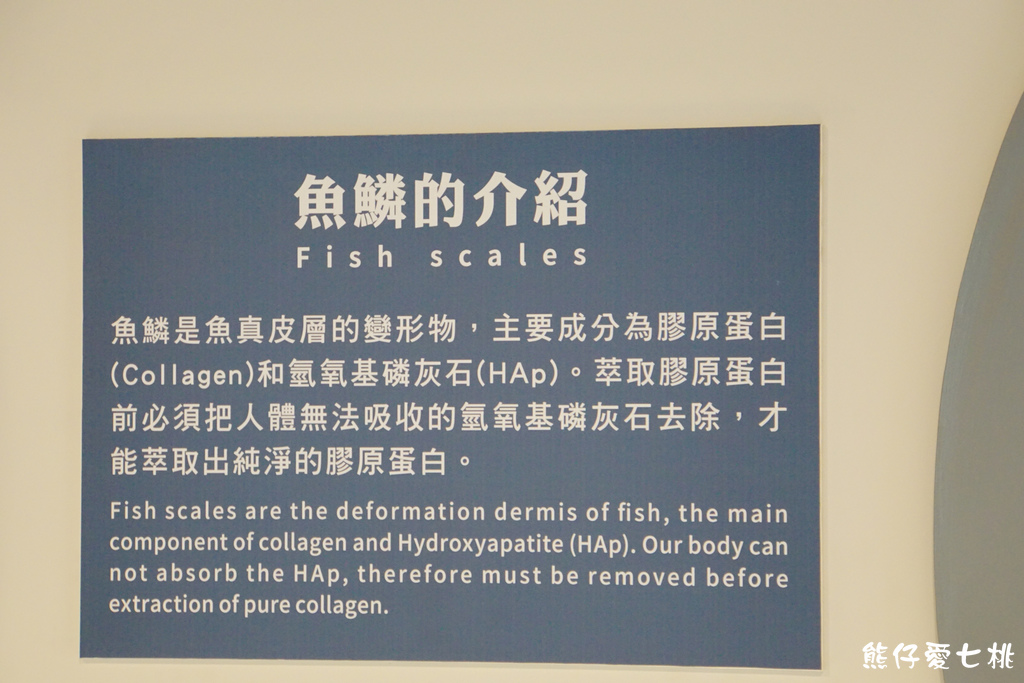 魚鱗的介紹
Fish scales
魚鱗是魚真皮層的變形物，主要成分為膠原蛋白
(Collagen)和氫氧基磷灰石(HAp)。萃取膠原蛋白
前必須把人體無法吸收的氫氧基磷灰石去除，才
能萃取出純淨的膠原蛋白。
Fish scales are the deformation dermis of fish, the main
component of collagen and Hydroxyapatite (HAp). Our body can
not absorb the HAp, therefore must be removed before
extraction of pure collagen.
熊仔愛七桃